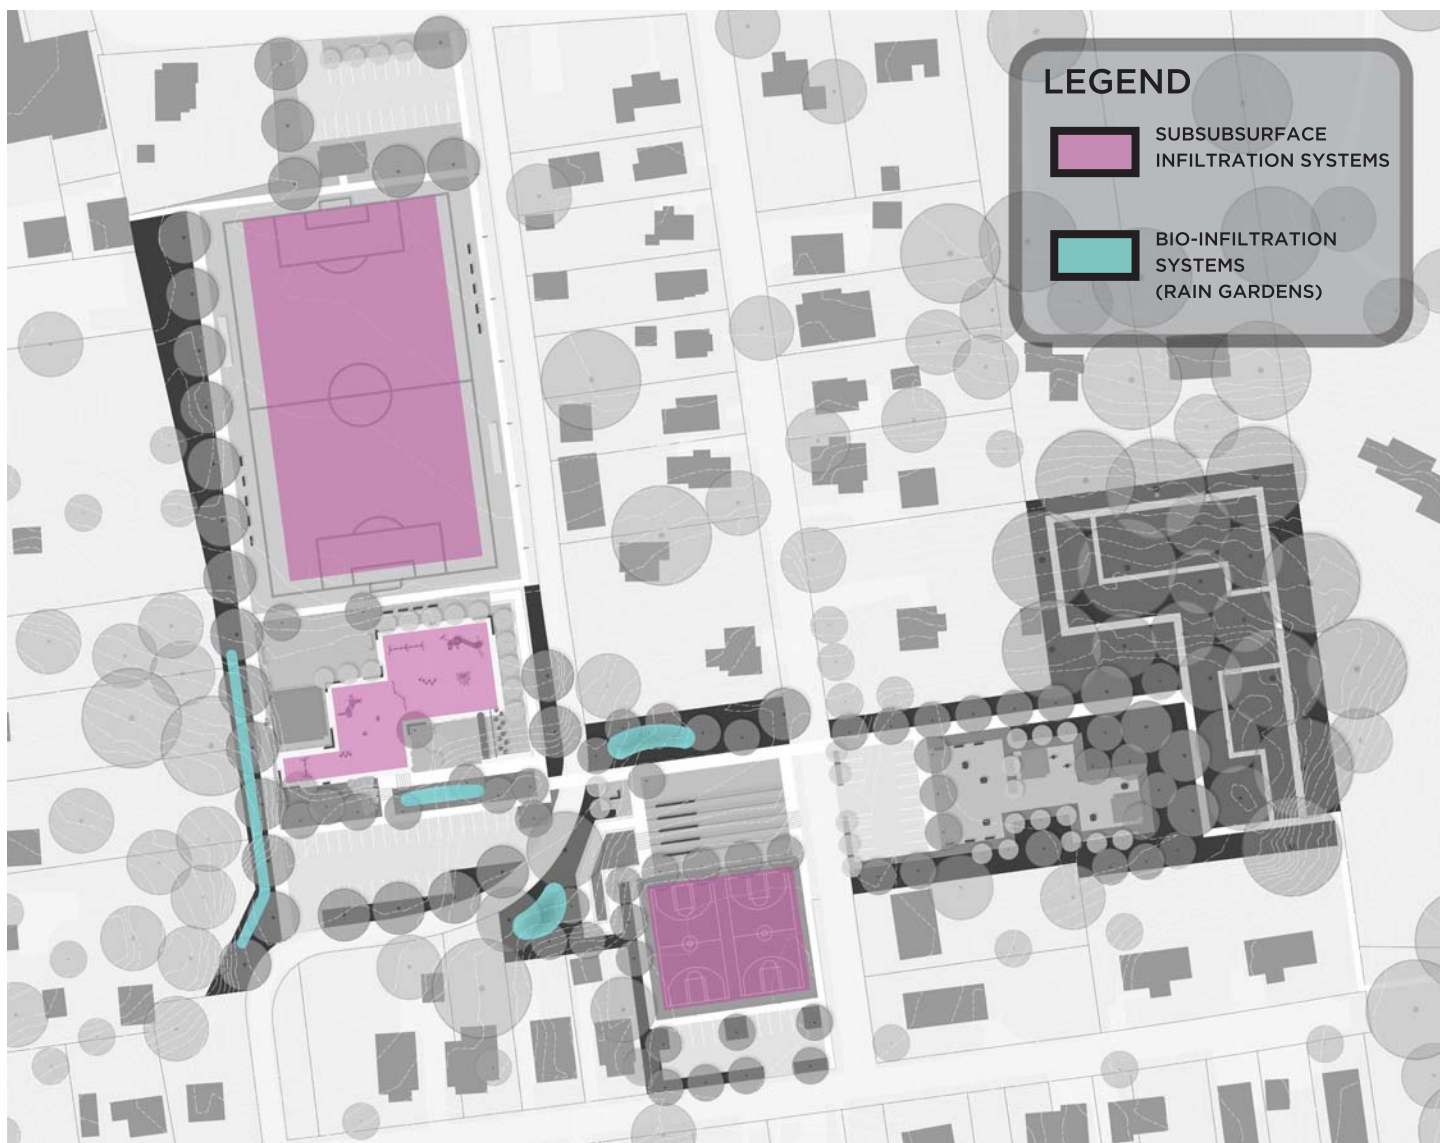 LEGEND
SUBSUBSURFACE
INFILTRATION SYSTEMS
BIO-INFILTRATION
SYSTEMS
(RAIN GARDENS)